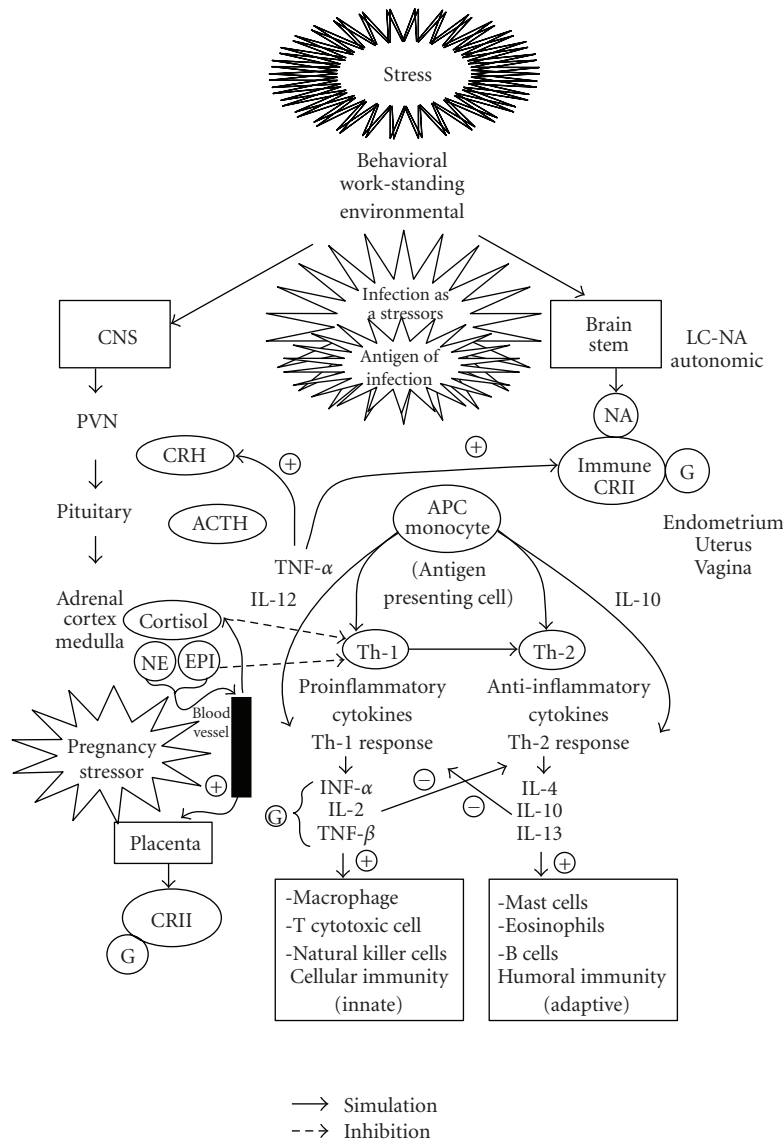 Stress
Behavioral
work-standing
environmental
Infection as
a stressors
Antigen of
infection
CNS
Brain
stem
LC-NA
autonomic
PVN
NA
CRH
+
+
Immune
CRII
G
Pituitary
ACTH
APC
monocyte
Endometrium
Uterus
Vagina
TNF-α
(Antigen
presenting cell)
IL-12
IL-10
Adrenal
cortex
medulla
Cortisol
NE
EPI
Th-1
Th-2
Proinflammatory
cytokines
Th-1 response
Anti-inflammatory
cytokines
Th-2 response
Blood
vessel
Pregnancy
stressor
+
G
INF-α
IL-2
TNF-β
−
−
IL-4
IL-10
IL-13
Placenta
+
+
CRII
G
-Macrophage
-T cytotoxic cell
-Natural killer cells
Cellular immunity
(innate)
-Mast cells
-Eosinophils
-B cells
Humoral immunity
(adaptive)
Simulation
Inhibition